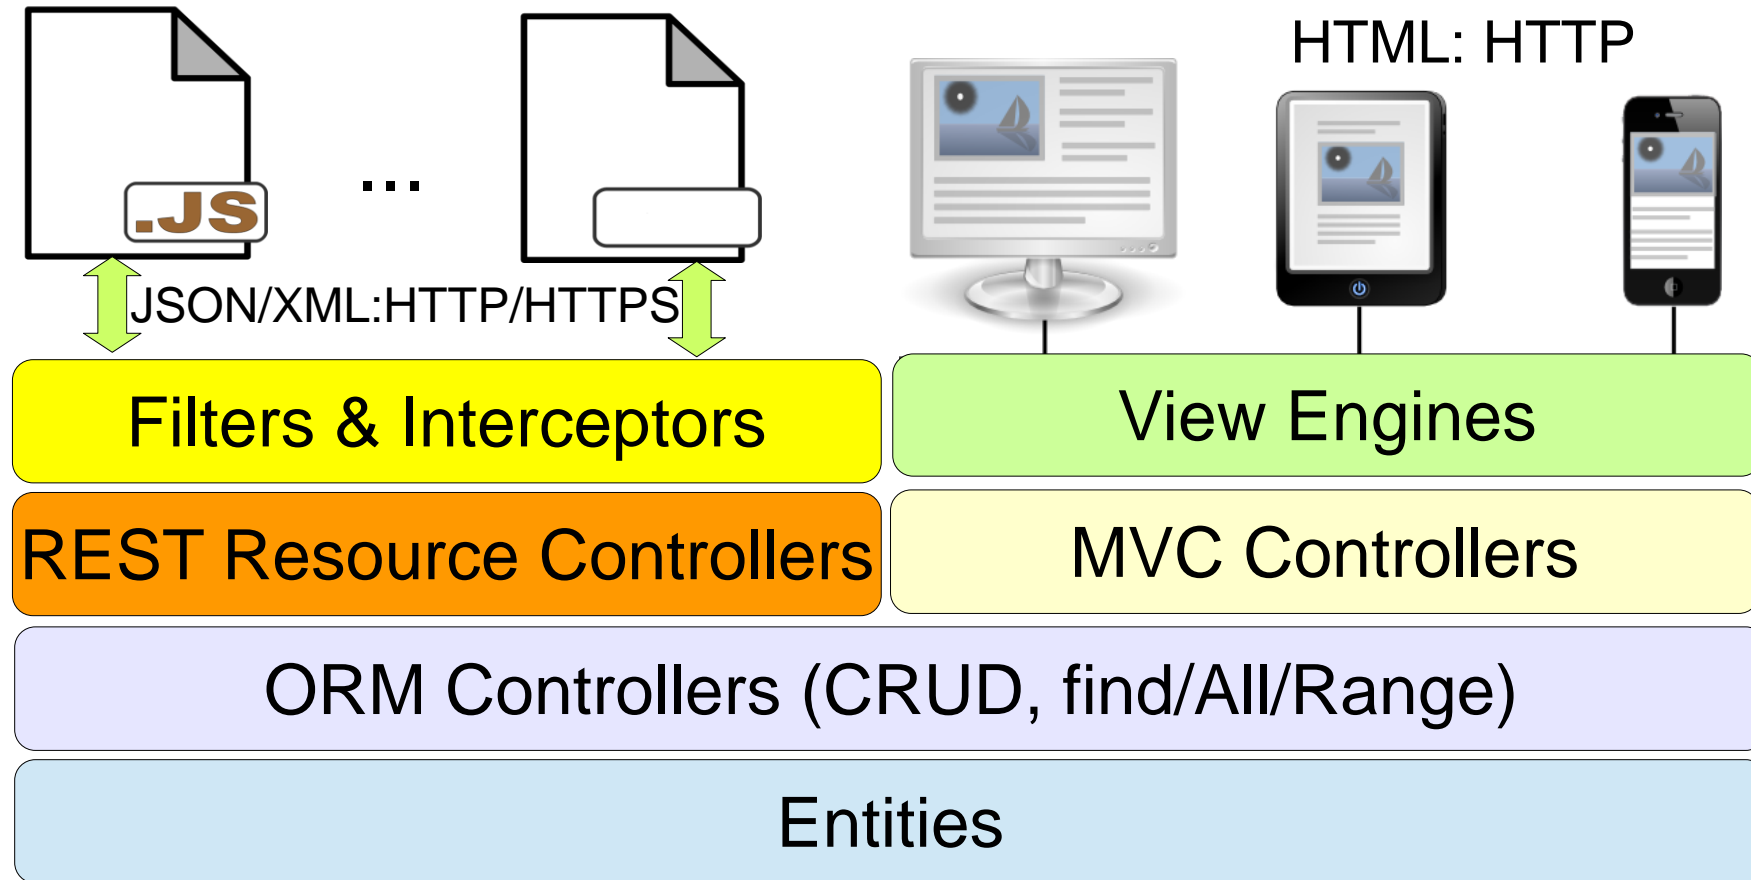 HTML: HTTP
.JS
...
JSON/XML:HTTP/HTTPS
Filters & Interceptors
View Engines
REST Resource Controllers
MVC Controllers
ORM Controllers (CRUD, find/All/Range)
Entities